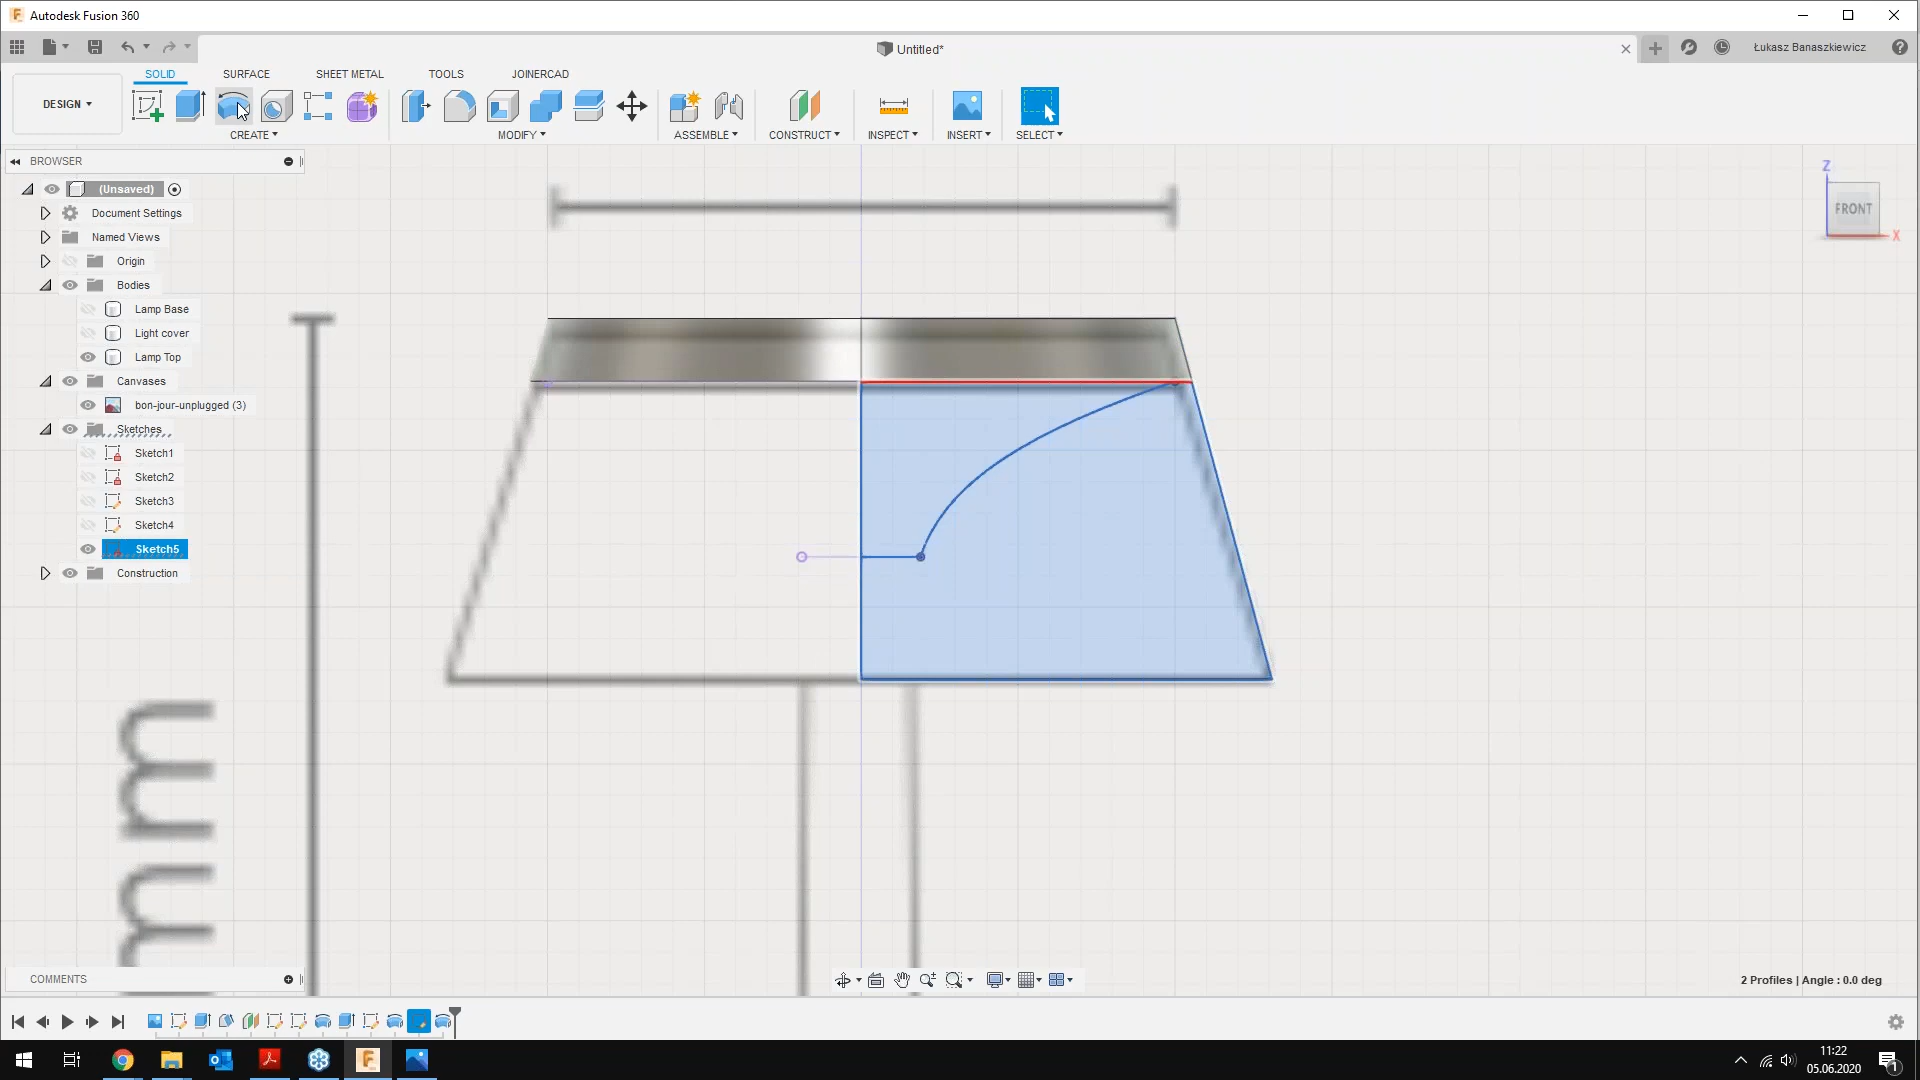 Autodesk Fusion 360
Untitled*
Łukasz Banaszkiewicz
SOLID
SURFACE
SHEET METAL
TOOLS
JOINERCAD
DESIGN
CREATE
MODIFY
ASSEMBLE
CONSTRUCT
INSPECT
INSERT
SELECT
BROWSER
(Unsaved)
Document Settings
Named Views
Origin
Bodies
Lamp Base
Light cover
Lamp Top
Canvases
bon-jour-unplugged (3)
Sketches
Sketch1
Sketch2
Sketch3
Sketch4
Sketch5
Construction
Z
FRONT
X
mm
COMMENTS
2 Profiles | Angle : 0.0 deg
11:22
05.06.2020
1